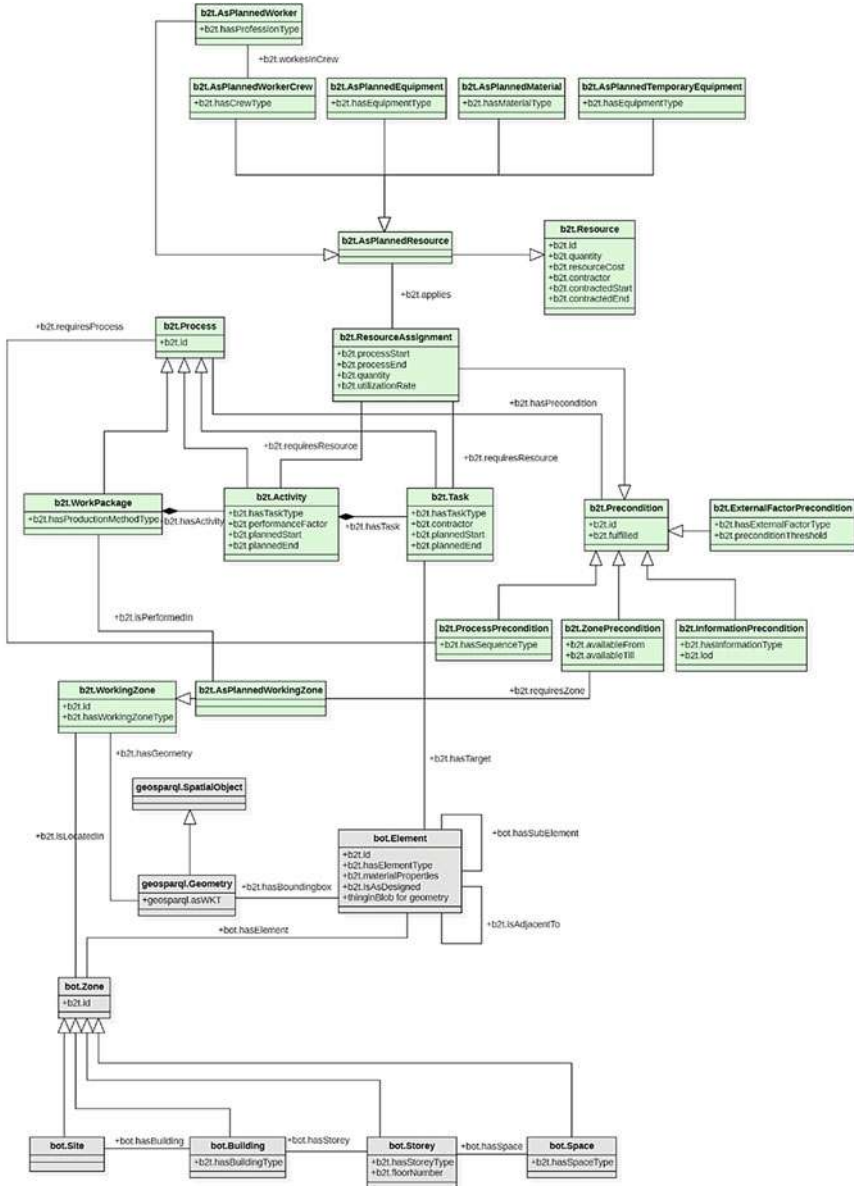 b2t.AsPlannedWorker
+b2t.hasProfessionType
+b2t.workesInCrew
b2t.AsPlannedWorkerCrew
+b2t.hasCrewType
b2t.AsPlannedEquipment
+b2t.hasEquipmentType
b2t.AsPlannedMaterial
+b2t.hasMaterialType
b2t.AsPlannedTemporaryEquipment
+b2t.hasEquipmentType
b2t.AsPlannedResource
b2t.Resource
+b2t.id
+b2t.quantity
+b2t.resourceCost
+b2t.contractor
+b2t.contractedStart
+b2t.contractedEnd
+b2t.applies
+b2t.requiresProcess
b2t.Process
+b2t.id
b2t.ResourceAssignment
+b2t.processStart
+b2t.processEnd
+b2t.quantity
+b2t.utilizationRate
+b2t.hasPrecondition
+b2t.requiresResource
+b2t.requiresResource
b2t.WorkPackage
+b2t.hasProductionMethodType
+b2t.hasActivity
b2t.Activity
+b2t.hasTaskType
+b2t.performanceFactor
+b2t.plannedStart
+b2t.plannedEnd
+b2t.hasTask
b2t.Task
+b2t.hasTaskType
+b2t.contractor
+b2t.plannedStart
+b2t.plannedEnd
b2t.Precondition
+b2t.id
+b2t.fulfilled
b2t.ExternalFactorPrecondition
+b2t.hasExternalFactorType
+b2t.preconditionThreshold
+b2t.isPerformedIn
b2t.ProcessPrecondition
+b2t.hasSequenceType
b2t.ZonePrecondition
+b2t.availableFrom
+b2t.availableTill
b2t.InformationPrecondition
+b2t.hasInformationType
+b2t.lod
b2t.WorkingZone
+b2t.id
+b2t.hasWorkingZoneType
b2t.AsPlannedWorkingZone
+b2t.requiresZone
+b2t.hasGeometry
+b2t.hasTarget
geosparql.SpatialObject
+b2t.isLocatedIn
bot.Element
+b2t.id
+b2t.hasElementType
+b2t.materialProperties
+b2t.isAsDesigned
+thinginBlob for geometry
+bot.hasSubElement
geosparql.Geometry
+geosparql.asWKT
+b2t.hasBoundingbox
+b2t.isAdjacentTo
+bot.hasElement
bot.Zone
+b2t.id
bot.Site
+bot.hasBuilding
bot.Building
+b2t.hasBuildingType
+bot.hasStorey
bot.Storey
+b2t.hasStoreyType
+b2t.floorNumber
+bot.hasSpace
bot.Space
+b2t.hasSpaceType